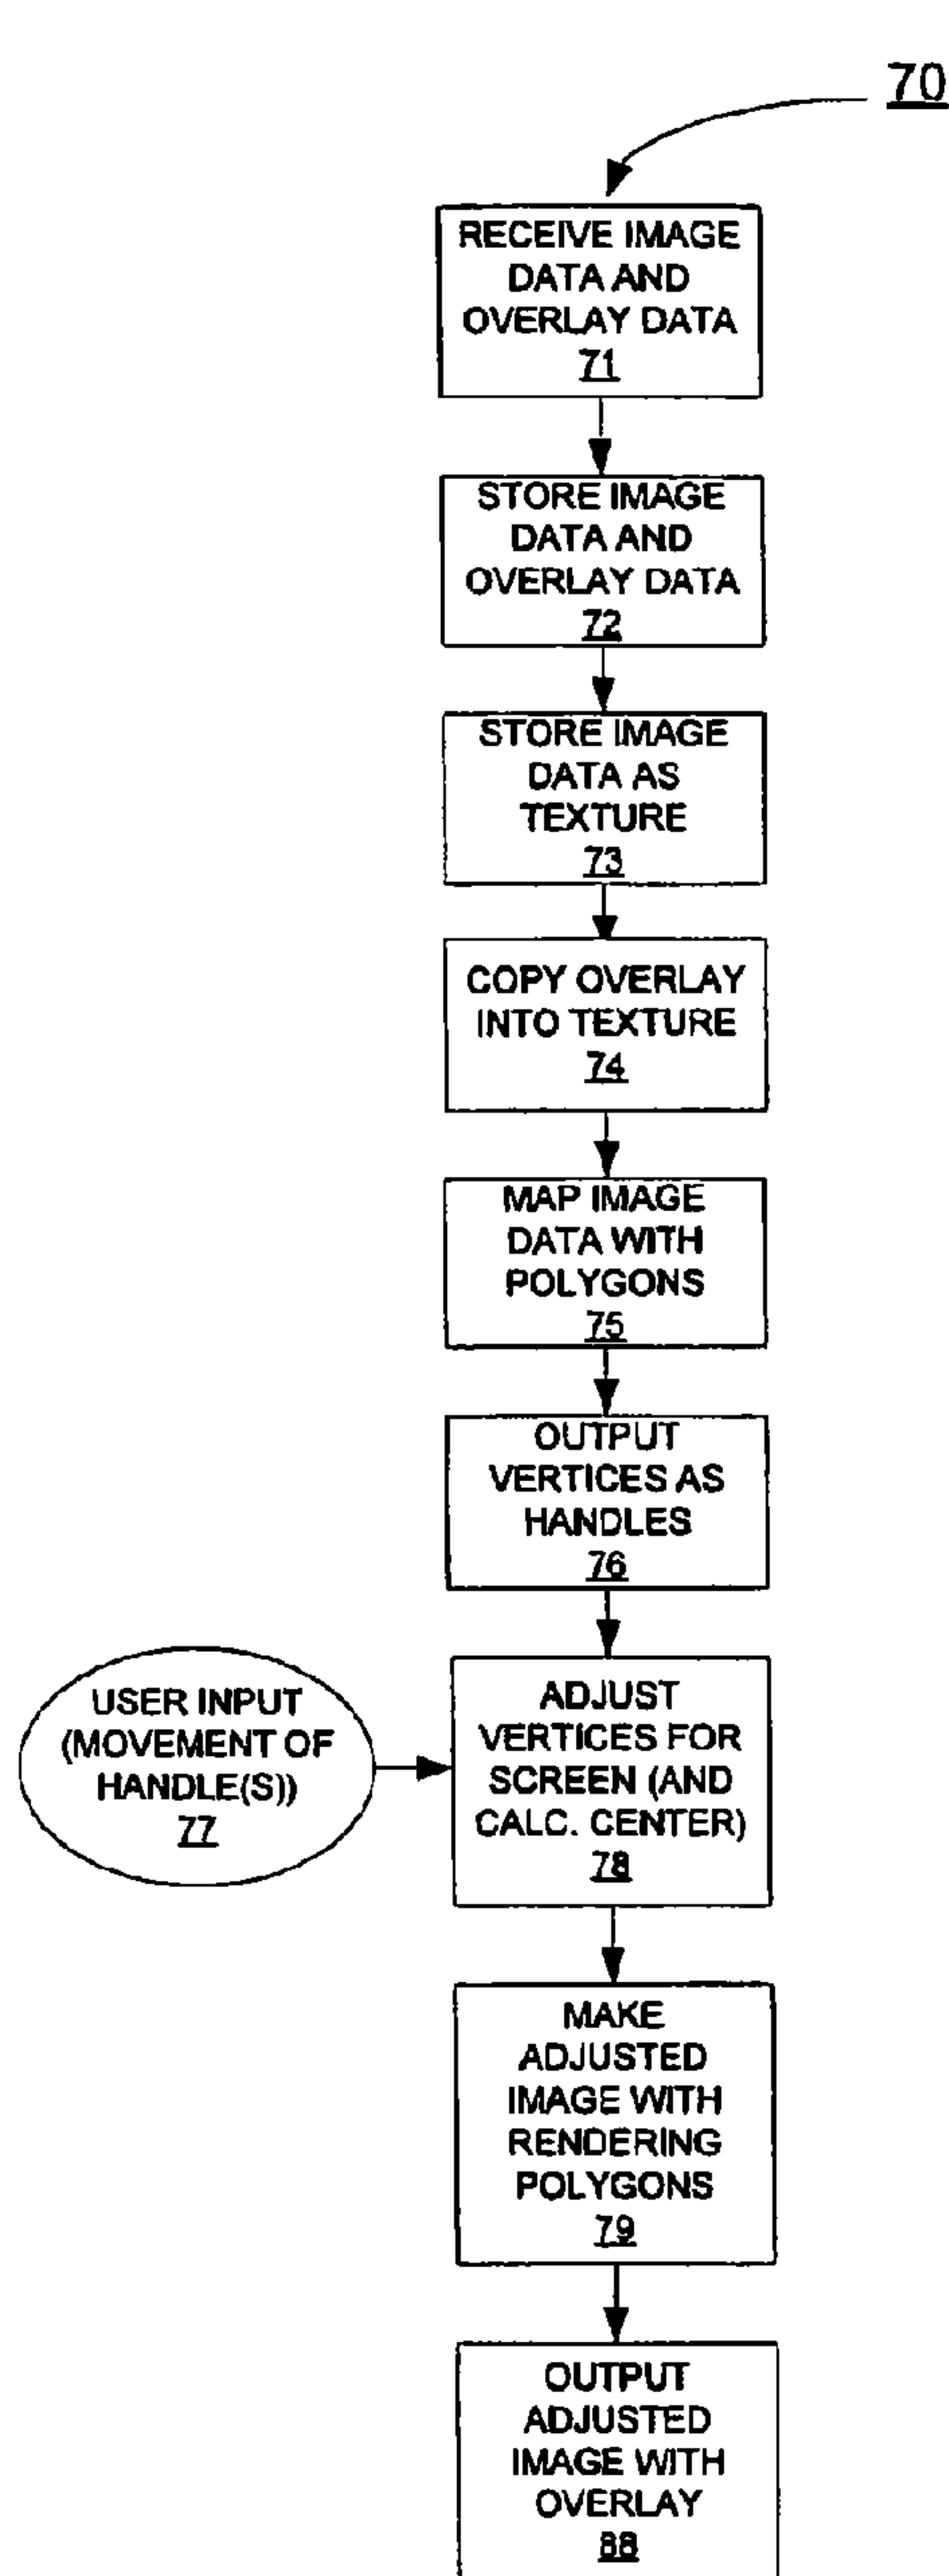 70
RECEIVE IMAGE
DATA AND
OVERLAY DATA
71
STORE IMAGE
DATA AND
OVERLAY DATA
72
STORE IMAGE
DATA AS
TEXTURE
73
COPY OVERLAY
INTO TEXTURE
74
MAP IMAGE
DATA WITH
POLYGONS
75
OUTPUT
VERTICES AS
HANDLES
76
USER INPUT
(MOVEMENT OF
HANDLE(S))
77
ADJUST
VERTICES FOR
SCREEN (AND
CALC. CENTER)
78
MAKE
ADJUSTED
IMAGE WITH
RENDERING
POLYGONS
79
OUTPUT
ADJUSTED
IMAGE WITH
OVERLAY
88